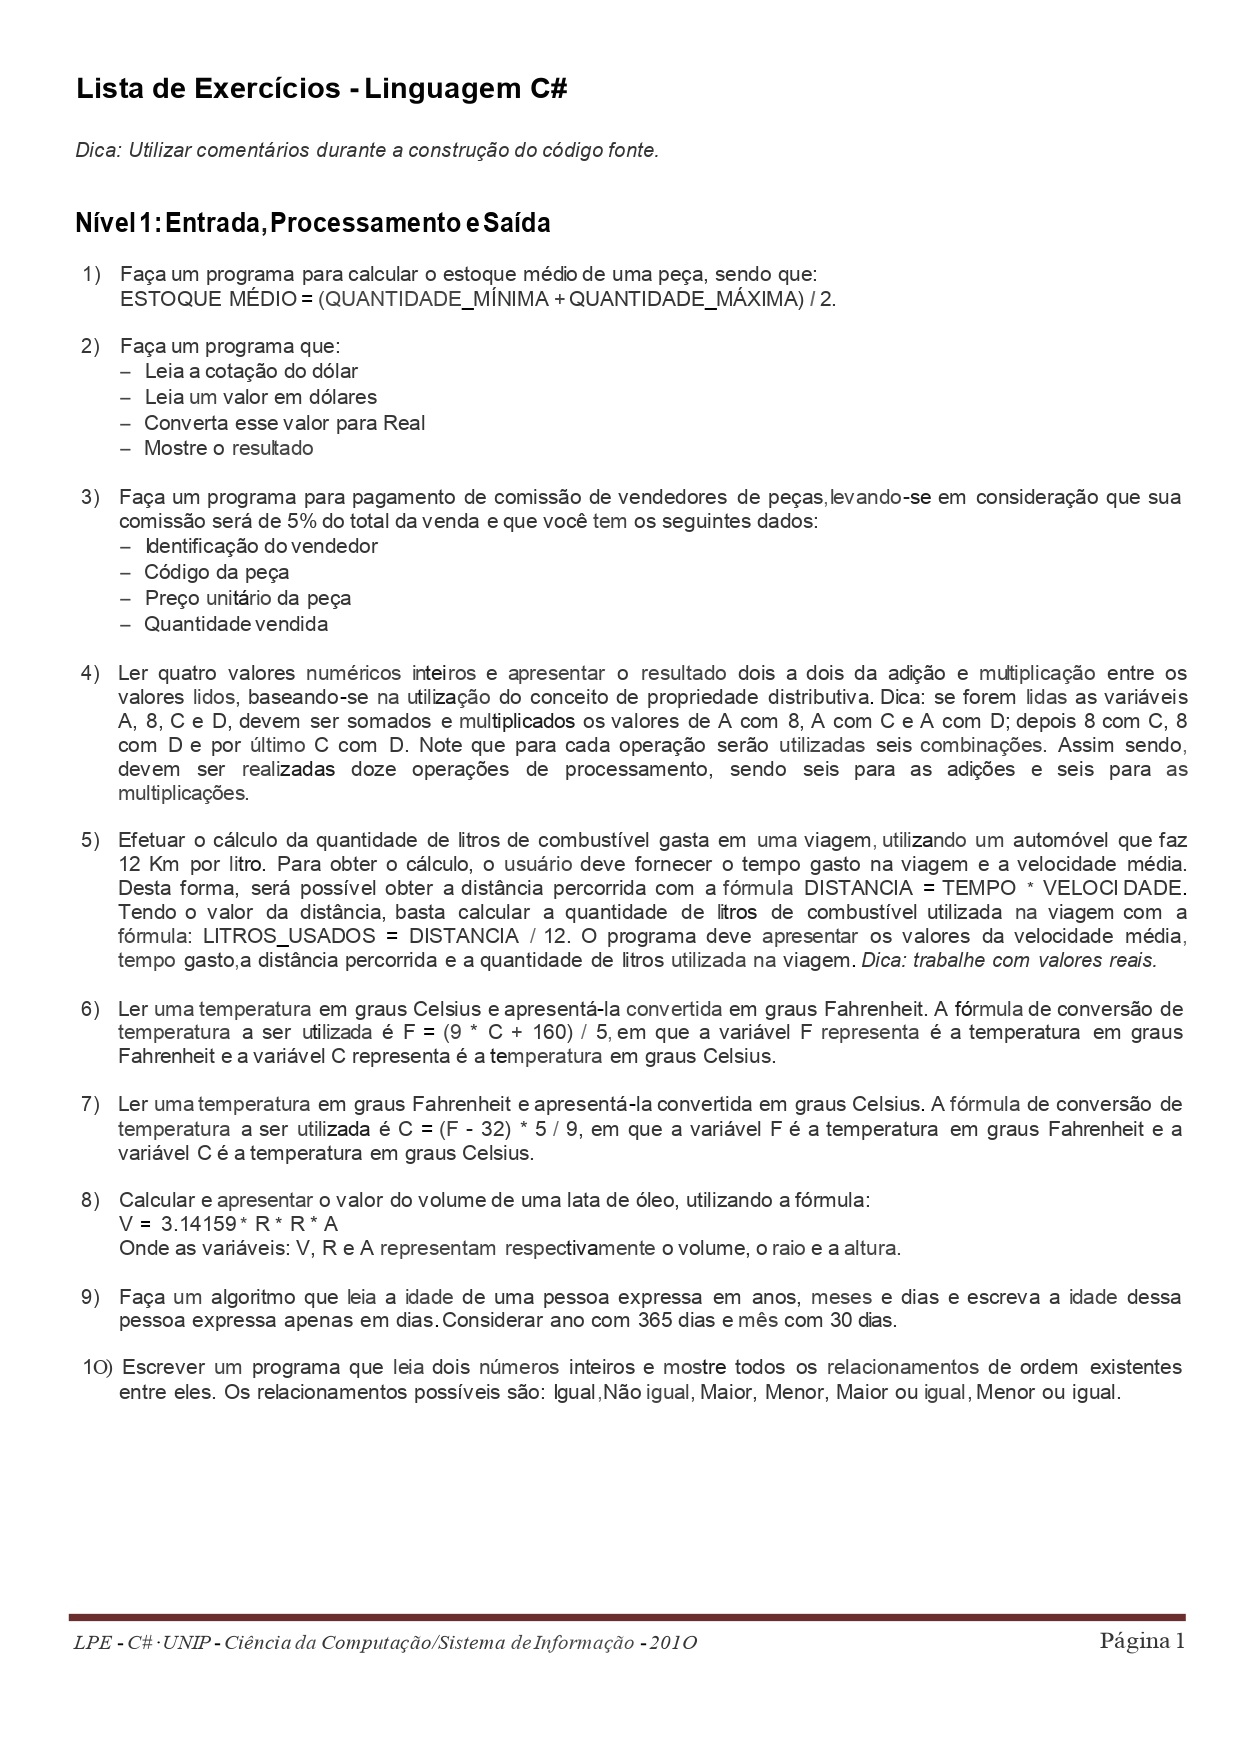 Lista de Exercícios - Linguagem C#
Dica: Utilizar comentários durante a construção do código fonte.
Nível 1: Entrada, Processamento e Saída
1) Faça um programa para calcular o estoque médio de uma peça, sendo que:
ESTOQUE MÉDIO = (QUANTIDADE_MÍNIMA + QUANTIDADE_MÁXIMA) / 2.
2) Faça um programa que:
– Leia a cotação do dólar
– Leia um valor em dólares
– Converta esse valor para Real
– Mostre o resultado
3) Faça um programa para pagamento de comissão de vendedores de peças,levando-se em consideração que sua
comissão será de 5% do total da venda e que você tem os seguintes dados:
– Identificação do vendedor
– Código da peça
– Preço unitário da peça
– Quantidade vendida
4) Ler quatro valores numéricos inteiros e apresentar o resultado dois a dois da adição e multiplicação entre os
valores lidos, baseando-se na utilização do conceito de propriedade distributiva. Dica: se forem lidas as variáveis
A, 8, C e D, devem ser somados e multiplicados os valores de A com 8, A com C e A com D; depois 8 com C, 8
com D e por último C com D. Note que para cada operação serão utilizadas seis combinações. Assim sendo,
devem ser realizadas doze operações de processamento, sendo seis para as adições e seis para as
multiplicações.
5) Efetuar o cálculo da quantidade de litros de combustível gasta em uma viagem, utilizando um automóvel que faz
12 Km por litro. Para obter o cálculo, o usuário deve fornecer o tempo gasto na viagem e a velocidade média.
Desta forma, será possível obter a distância percorrida com a fórmula DISTANCIA = TEMPO * VELOCI DADE.
Tendo o valor da distância, basta calcular a quantidade de litros de combustível utilizada na viagem com a
fórmula: LITROS_USADOS = DISTANCIA / 12. O programa deve apresentar os valores da velocidade média,
tempo gasto,a distância percorrida e a quantidade de litros utilizada na viagem. Dica: trabalhe com valores reais.
6) Ler uma temperatura em graus Celsius e apresentá-la convertida em graus Fahrenheit. A fórmula de conversão de
temperatura a ser utilizada é F = (9 * C + 160) / 5, em que a variável F representa é a temperatura em graus
Fahrenheit e a variável C representa é a temperatura em graus Celsius.
7) Ler uma temperatura em graus Fahrenheit e apresentá-la convertida em graus Celsius. A fórmula de conversão de
temperatura a ser utilizada é C = (F - 32) * 5 / 9, em que a variável F é a temperatura em graus Fahrenheit e a
variável C é a temperatura em graus Celsius.
8) Calcular e apresentar o valor do volume de uma lata de óleo, utilizando a fórmula:
V = 3.14159 * R * R * A
Onde as variáveis: V, R e A representam respectivamente o volume, o raio e a altura.
9) Faça um algoritmo que leia a idade de uma pessoa expressa em anos, meses e dias e escreva a idade dessa
pessoa expressa apenas em dias. Considerar ano com 365 dias e mês com 30 dias.
1O) Escrever um programa que leia dois números inteiros e mostre todos os relacionamentos de ordem existentes
entre eles. Os relacionamentos possíveis são: Igual,Não igual, Maior, Menor, Maior ou igual, Menor ou igual.
LPE - C# · UNIP - Ciência da Computação/Sistema de Informação - 201O
Página 1